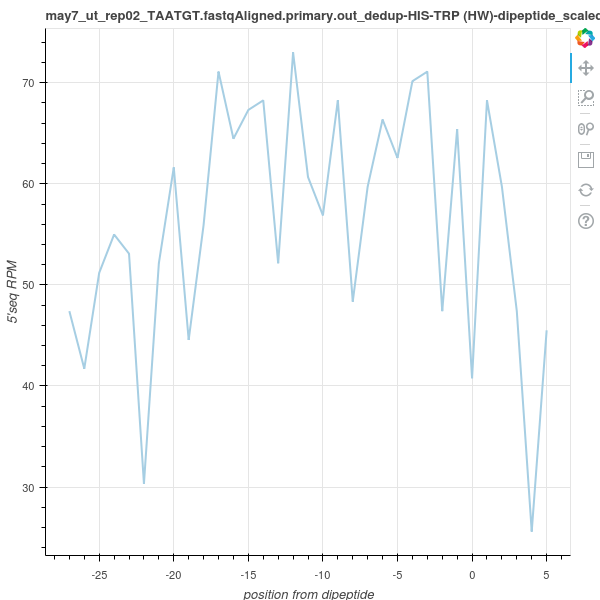 may7_ut_rep02_TAATGT.fastqAligned.primary.out_dedup-HIS-TRP (HW)-dipeptide_scaled
5'seq RPM
70
60
50
40
30
-25 -20 -15 -10 -5 0 5
position from dipeptide